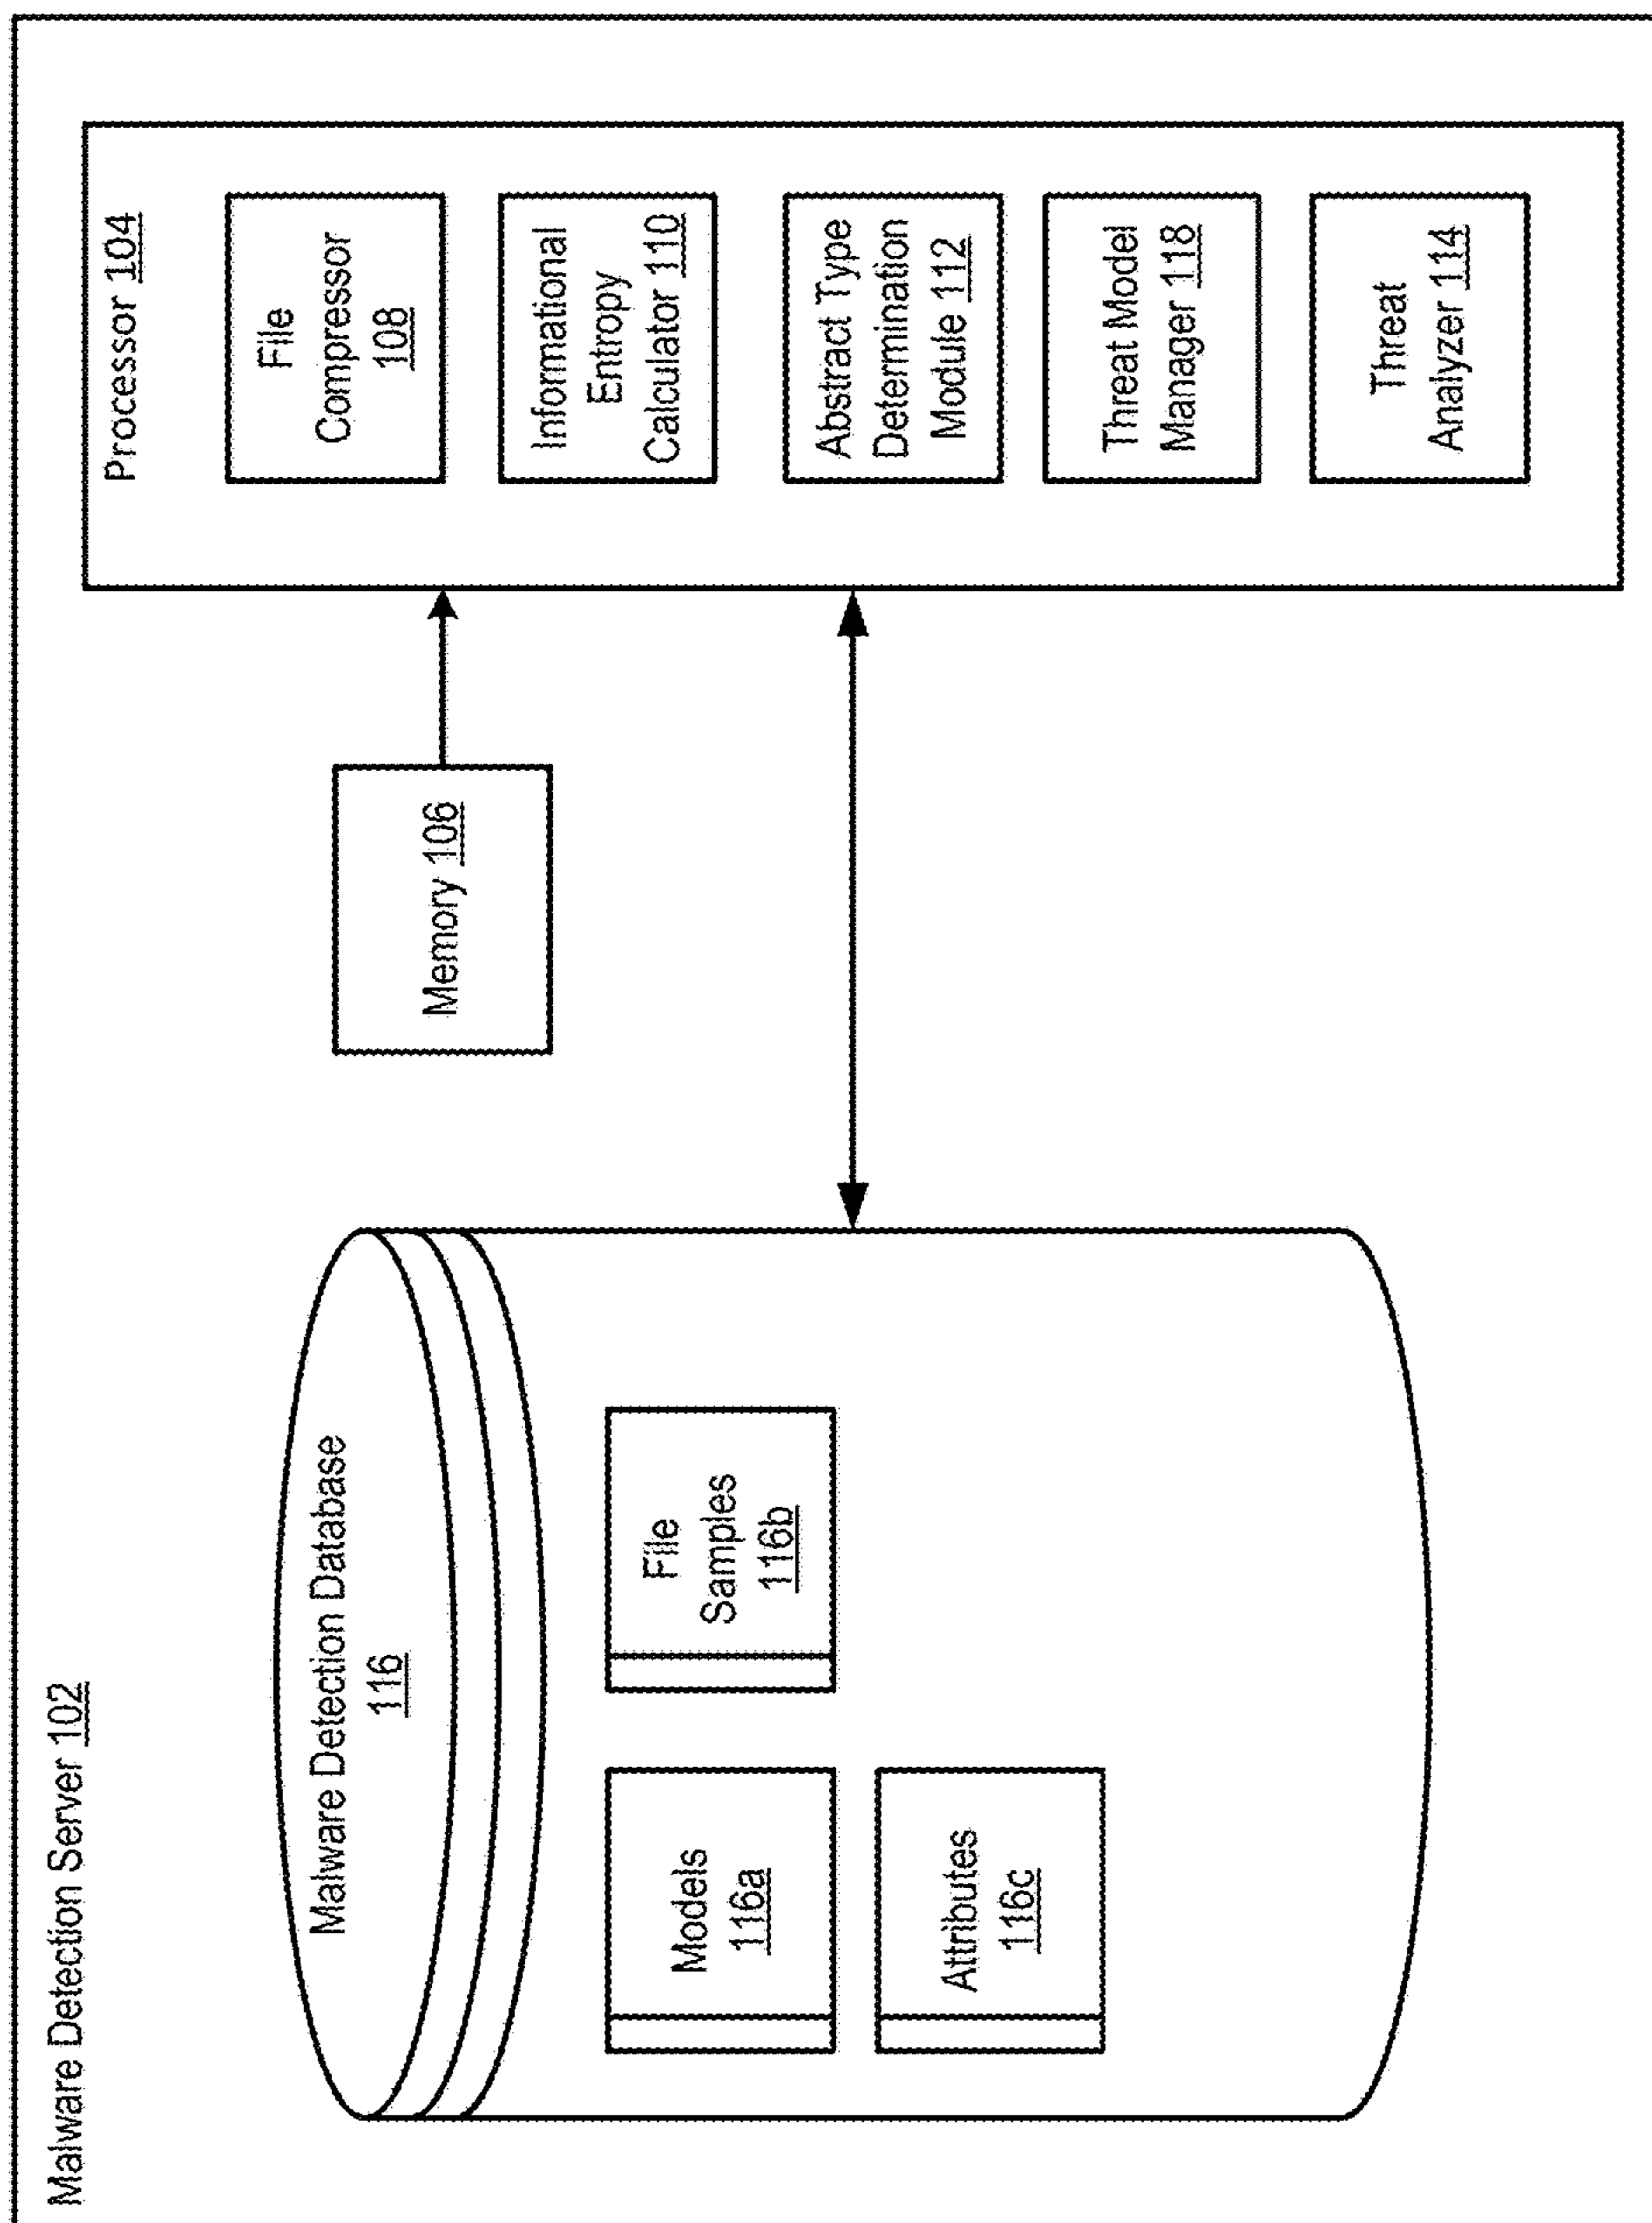 Malware Detection Server 102
Malware Detection Database
116
Models
116a
File
Samples
116b
Attributes
116c
Memory 106
Processor 104
File
Compressor
108
Informational
Entropy
Calculator 110
Abstract Type
Determination
Module 112
Threat Model
Manager 118
Threat
Analyzer 114